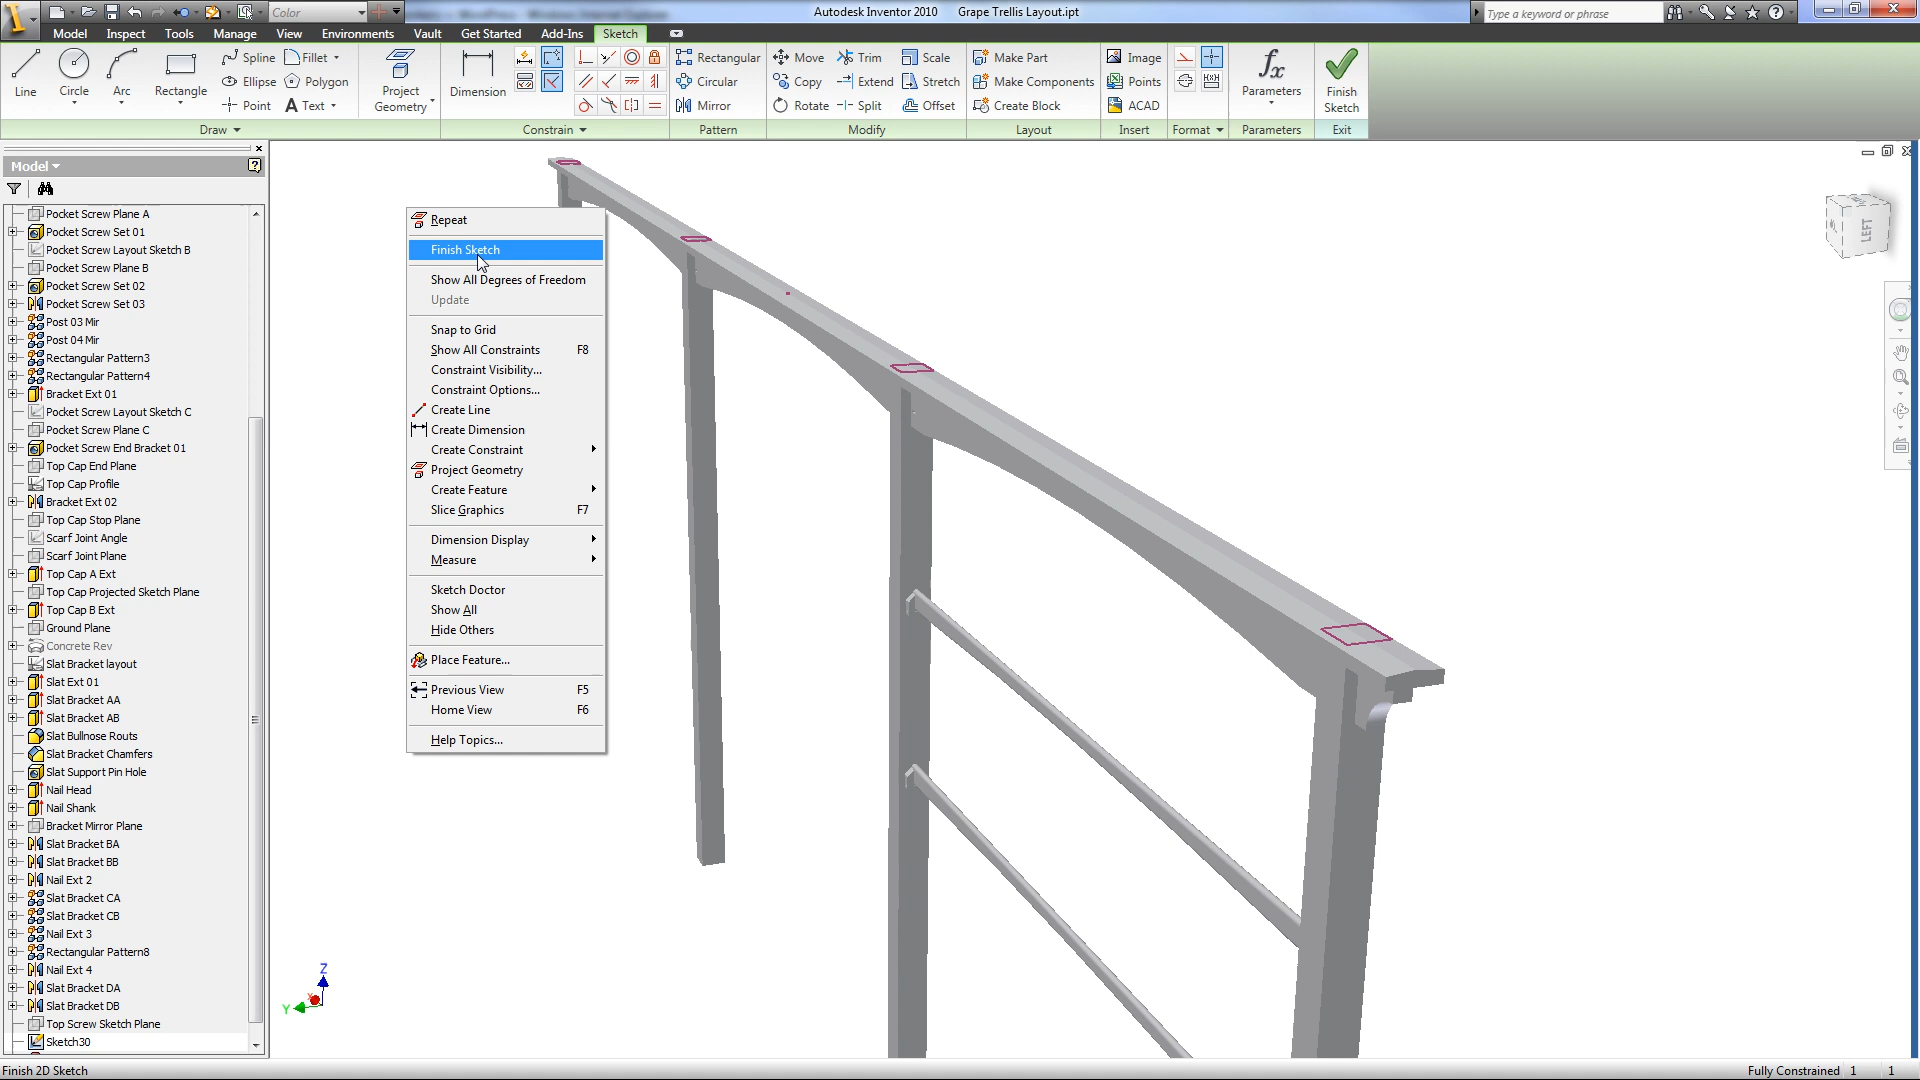 Color
Autodesk Inventor 2010 Grape Trellis Layout.ipt
Type a keyword or phrase
Model Inspect Tools Manage View Environments Vault Get Started Add-Ins Sketch
Line Circle Arc Rectangle
Spline Fillet
Ellipse Polygon
Point Text
Project Geometry
Dimension
Rectangular
Circular
Mirror
Move Trim Scale
Copy Extend Stretch
Rotate Split Offset
Make Part
Make Components
Create Block
Image
Points
ACAD
fx
Parameters
Finish Sketch
Draw Constrain Pattern Modify Layout Insert Format Parameters Exit
Model
Pocket Screw Plane A
Pocket Screw Set 01
Pocket Screw Layout Sketch B
Pocket Screw Plane B
Pocket Screw Set 02
Pocket Screw Set 03
Post 03 Mir
Post 04 Mir
Rectangular Pattern3
Rectangular Pattern4
Bracket Ext 01
Pocket Screw Layout Sketch C
Pocket Screw Plane C
Pocket Screw End Bracket 01
Top Cap End Plane
Top Cap Profile
Bracket Ext 02
Top Cap Stop Plane
Scarf Joint Angle
Scarf Joint Plane
Top Cap A Ext
Top Cap Projected Sketch Plane
Top Cap B Ext
Ground Plane
Concrete Rev
Slat Bracket layout
Slat Ext 01
Slat Bracket AA
Slat Bracket AB
Slat Bullnose Routs
Slat Bracket Chamfers
Slat Support Pin Hole
Nail Head
Nail Shank
Bracket Mirror Plane
Slat Bracket BA
Slat Bracket BB
Nail Ext 2
Slat Bracket CA
Slat Bracket CB
Nail Ext 3
Rectangular Pattern8
Nail Ext 4
Slat Bracket DA
Slat Bracket DB
Top Screw Sketch Plane
Sketch30
Repeat
Finish Sketch
Show All Degrees of Freedom
Update
Snap to Grid
Show All Constraints F8
Constraint Visibility...
Constraint Options...
Create Line
Create Dimension
Create Constraint
Project Geometry
Create Feature
Slice Graphics F7
Dimension Display
Measure
Sketch Doctor
Show All
Hide Others
Place Feature...
Previous View F5
Home View F6
Help Topics...
LEFT
Z
Y
Finish 2D Sketch
Fully Constrained 1 1